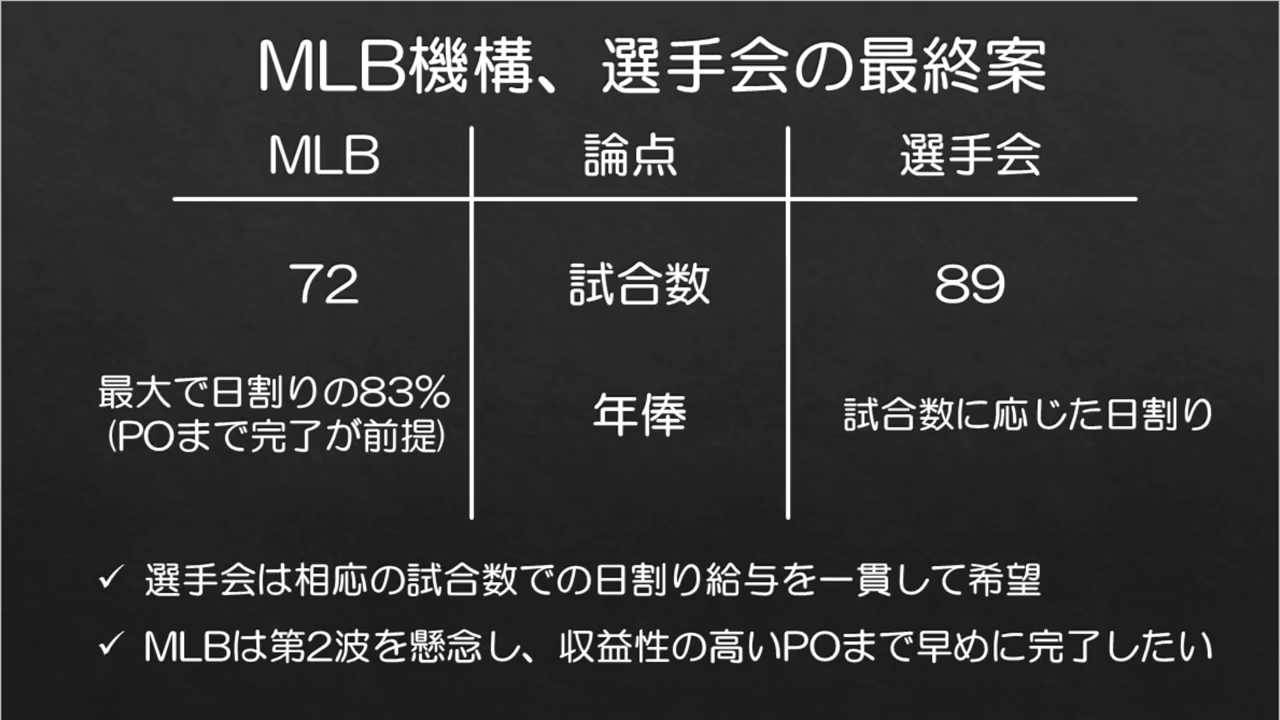 MLB機構、選手会の最終案
MLB 論点 選手会
72 試合数 89
最大で日割りの83%
(POまで完了が前提)
年俸
試合数に応じた日割り
✓ 選手会は相応の試合数での日割り給与を一貫して希望
✓ MLBは第2波を懸念し、収益性の高いPOまで早めに完了したい